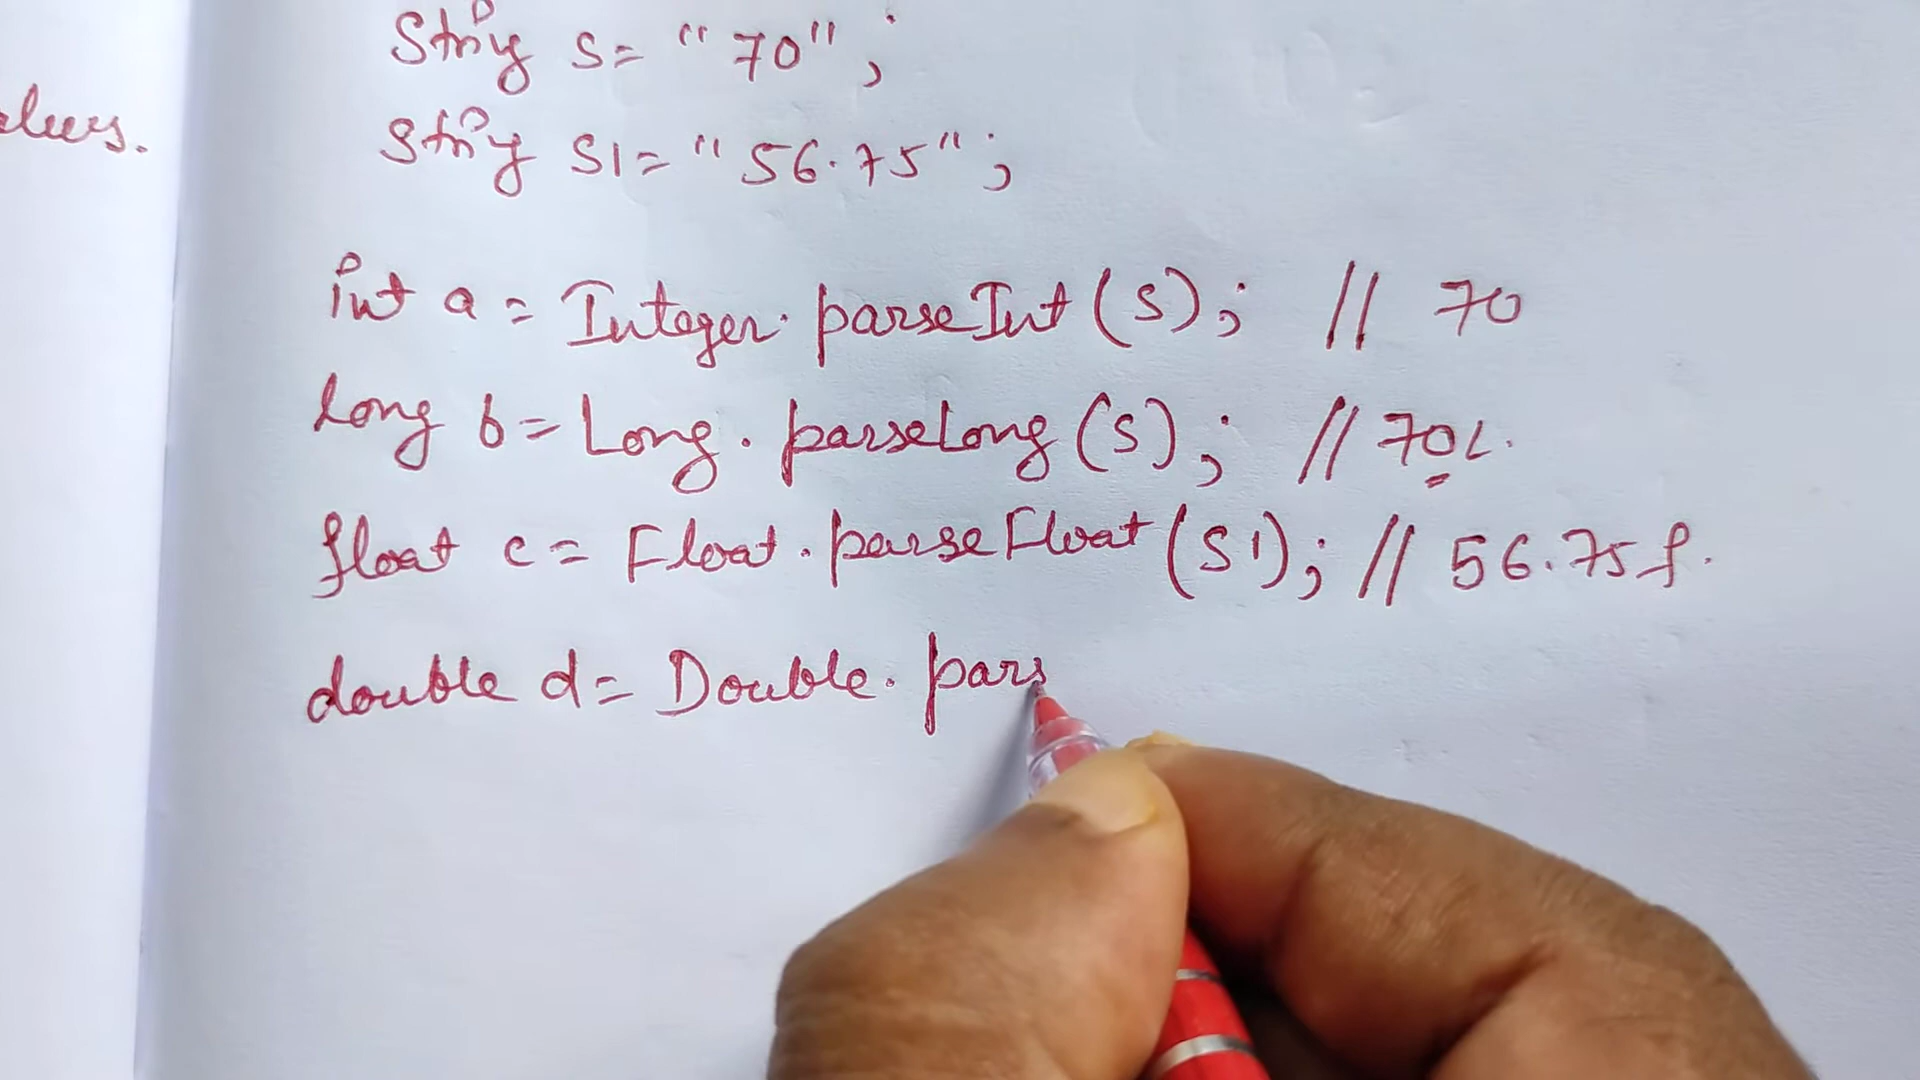 String s= "70";
String s1= "56.75";
int a = Integer.parseInt(s); // 70
long b = Long.parseLong(s); // 70L.
float c = Float.parseFloat(s1); // 56.75f.
double d = Double.pars